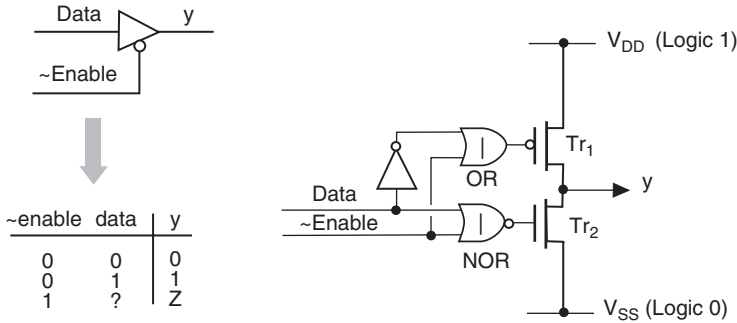 Data y
~Enable
~enable data y
0 0 0
0 1 1
1 ? Z
V_DD (Logic 1)
Tr_1
OR
y
Data
~Enable
Tr_2
NOR
V_SS (Logic 0)